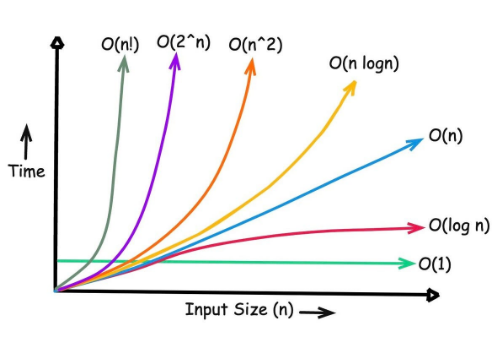 O(n!)
O(2^n)
O(n^2)
O(n logn)
O(n)
Time
O(log n)
O(1)
Input Size (n)